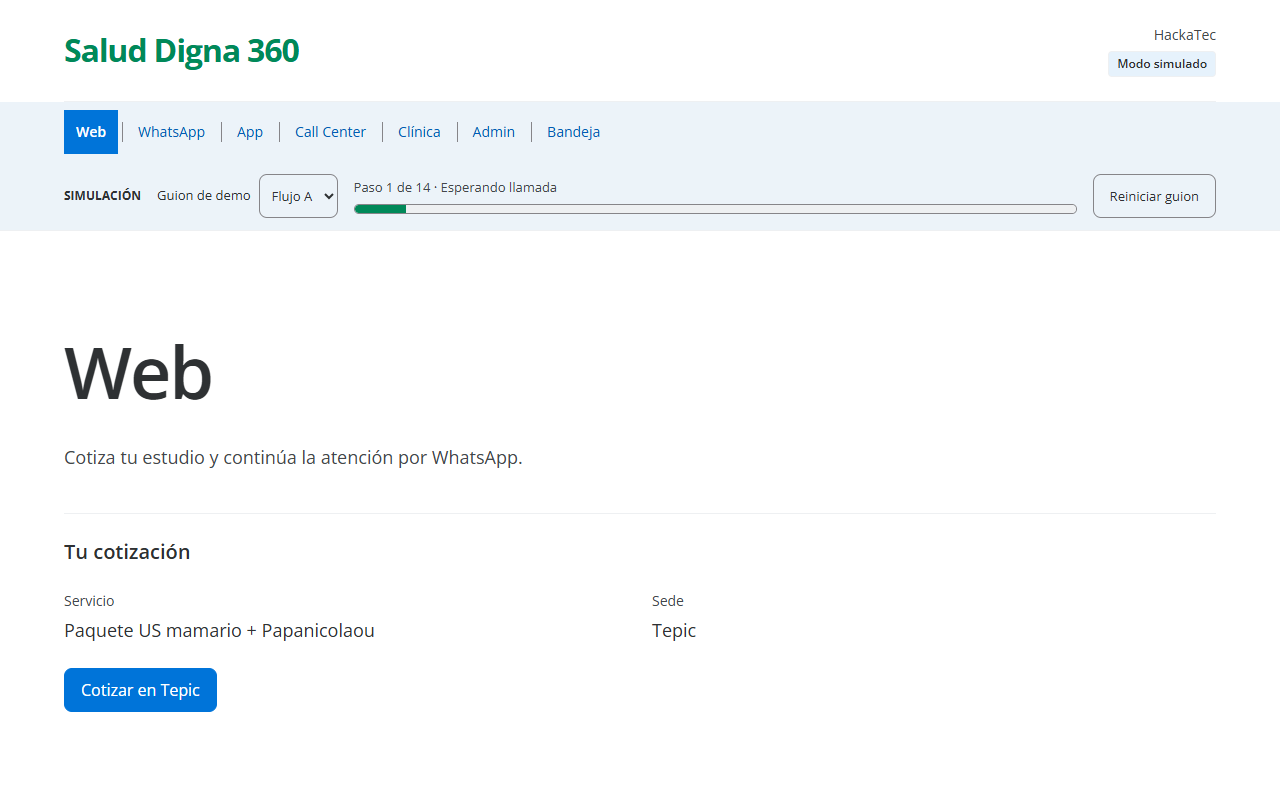 Salud Digna 360
HackaTec
Modo simulado
Web
WhatsApp
App
Call Center
Clínica
Admin
Bandeja
SIMULACIÓN
Guion de demo
Flujo A
Paso 1 de 14 · Esperando llamada
Reiniciar guion
Web
Cotiza tu estudio y continúa la atención por WhatsApp.
Tu cotización
Servicio
Paquete US mamario + Papanicolaou
Sede
Tepic
Cotizar en Tepic